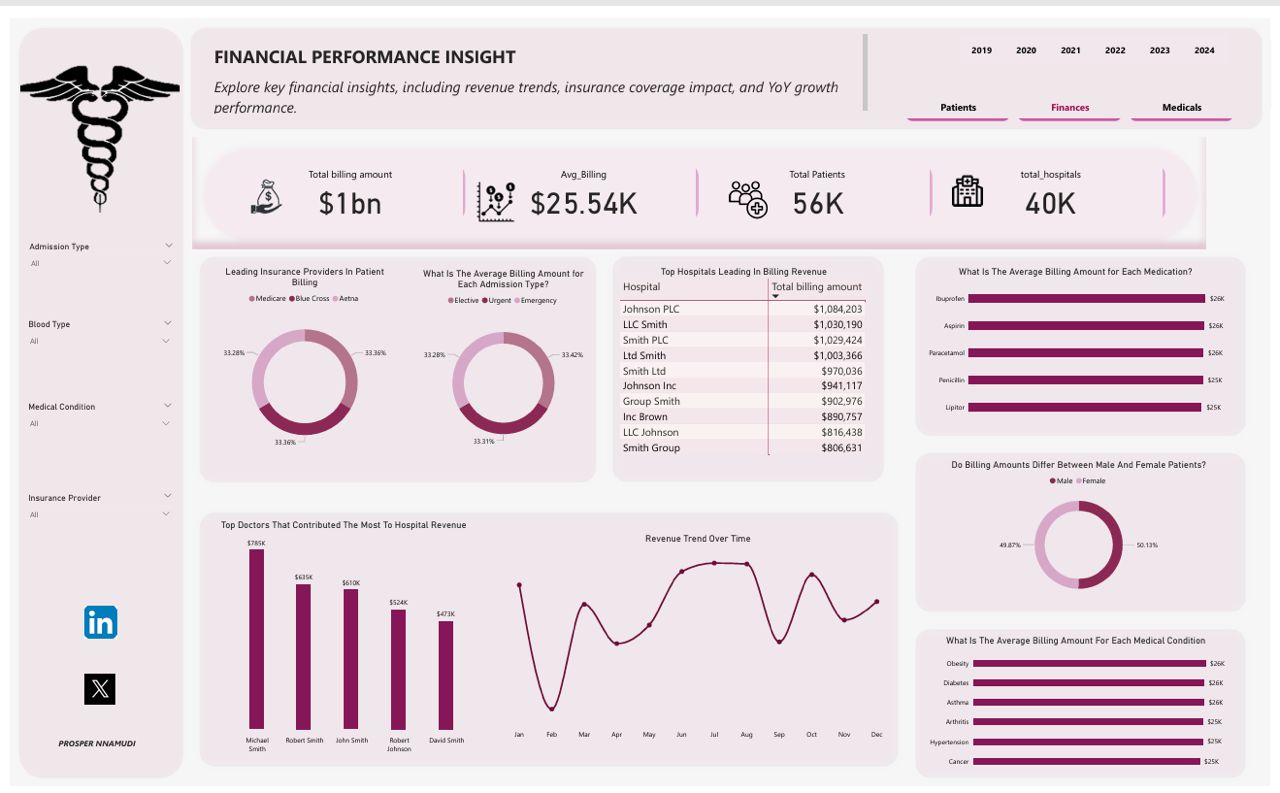 FINANCIAL PERFORMANCE INSIGHT
Explore key financial insights, including revenue trends, insurance coverage impact, and YoY growth
performance.
2019 2020 2021 2022 2023 2024
Patients Finances Medicals
Total billing amount
$1bn
Avg_Billing
$25.54K
Total Patients
56K
total_hospitals
40K
Admission Type
All
Blood Type
All
Medical Condition
All
Insurance Provider
All
in
X
PROSPER NNAMUDI
Leading Insurance Providers In Patient
Billing
Medicare Blue Cross Aetna
33.28% 33.36%
33.36%
What Is The Average Billing Amount for
Each Admission Type?
Elective Urgent Emergency
33.28% 33.42%
33.31%
Top Hospitals Leading In Billing Revenue
Hospital Total billing amount
Johnson PLC $1,084,203
LLC Smith $1,030,190
Smith PLC $1,029,424
Ltd Smith $1,003,366
Smith Ltd $970,036
Johnson Inc $941,117
Group Smith $902,976
Inc Brown $890,757
LLC Johnson $816,438
Smith Group $806,631
What Is The Average Billing Amount for Each Medication?
Ibuprofen $26K
Aspirin $26K
Paracetamol $26K
Penicillin $25K
Lipitor $25K
Do Billing Amounts Differ Between Male And Female Patients?
Male Female
49.87% 50.13%
Top Doctors That Contributed The Most To Hospital Revenue
$785K
$635K
$610K
$524K
$473K
Michael
Smith
Robert Smith
John Smith
Robert
Johnson
David Smith
Revenue Trend Over Time
Jan Feb Mar Apr May Jun Jul Aug Sep Oct Nov Dec
What Is The Average Billing Amount For Each Medical Condition
Obesity $26K
Diabetes $26K
Asthma $26K
Arthritis $25K
Hypertension $25K
Cancer $25K